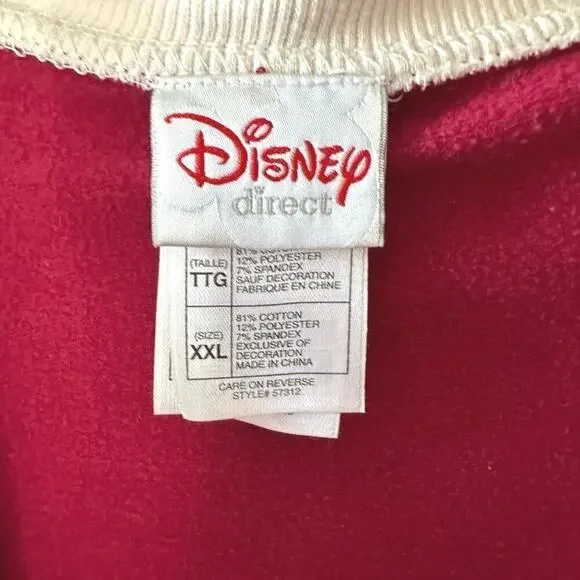 Disney
direct
81% COTTON
(TAILLE)
TTG
12% POLYESTER
7% SPANDEX
SAUF DECORATION
FABRIQUE EN CHINE
(SIZE)
XXL
81% COTTON
12% POLYESTER
7% SPANDEX
EXCLUSIVE OF
DECORATION
MADE IN CHINA
CARE ON REVERSE
STYLE# 57312